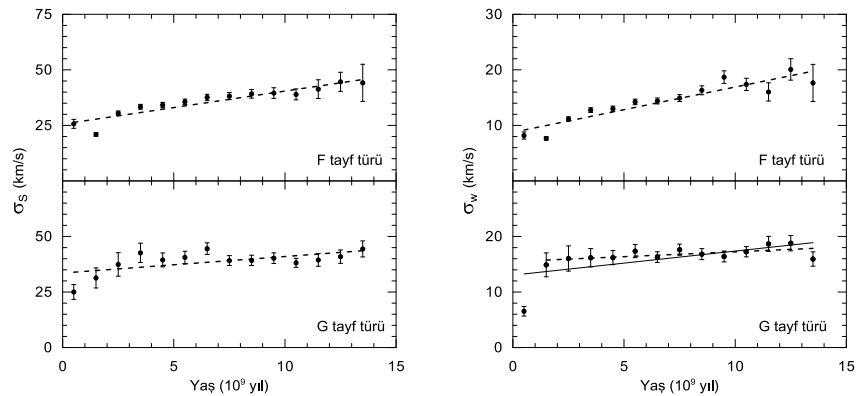 75
50
25
F tayf türü
50
25
0
G tayf türü
σS (km/s)
0 5 10 15
Yaş (10⁹ yıl)
30
20
10
F tayf türü
20
10
0
G tayf türü
σw (km/s)
0 5 10 15
Yaş (10⁹ yıl)